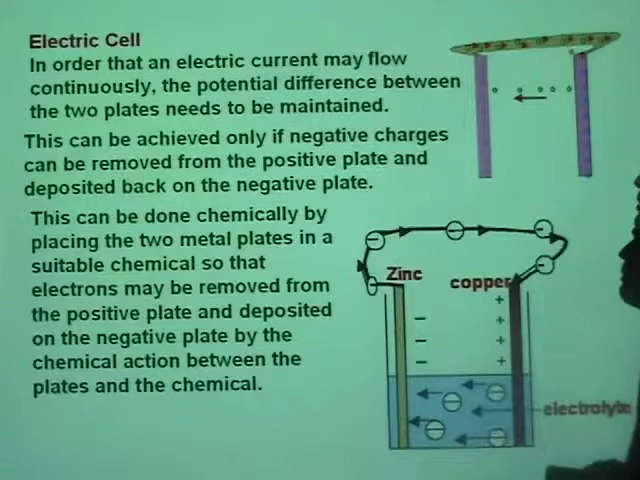 Electric Cell
In order that an electric current may flow
continuously, the potential difference between
the two plates needs to be maintained.
This can be achieved only if negative charges
can be removed from the positive plate and
deposited back on the negative plate.
This can be done chemically by
placing the two metal plates in a
suitable chemical so that
electrons may be removed from
the positive plate and deposited
on the negative plate by the
chemical action between the
plates and the chemical.
Zinc
copper
electrolyte